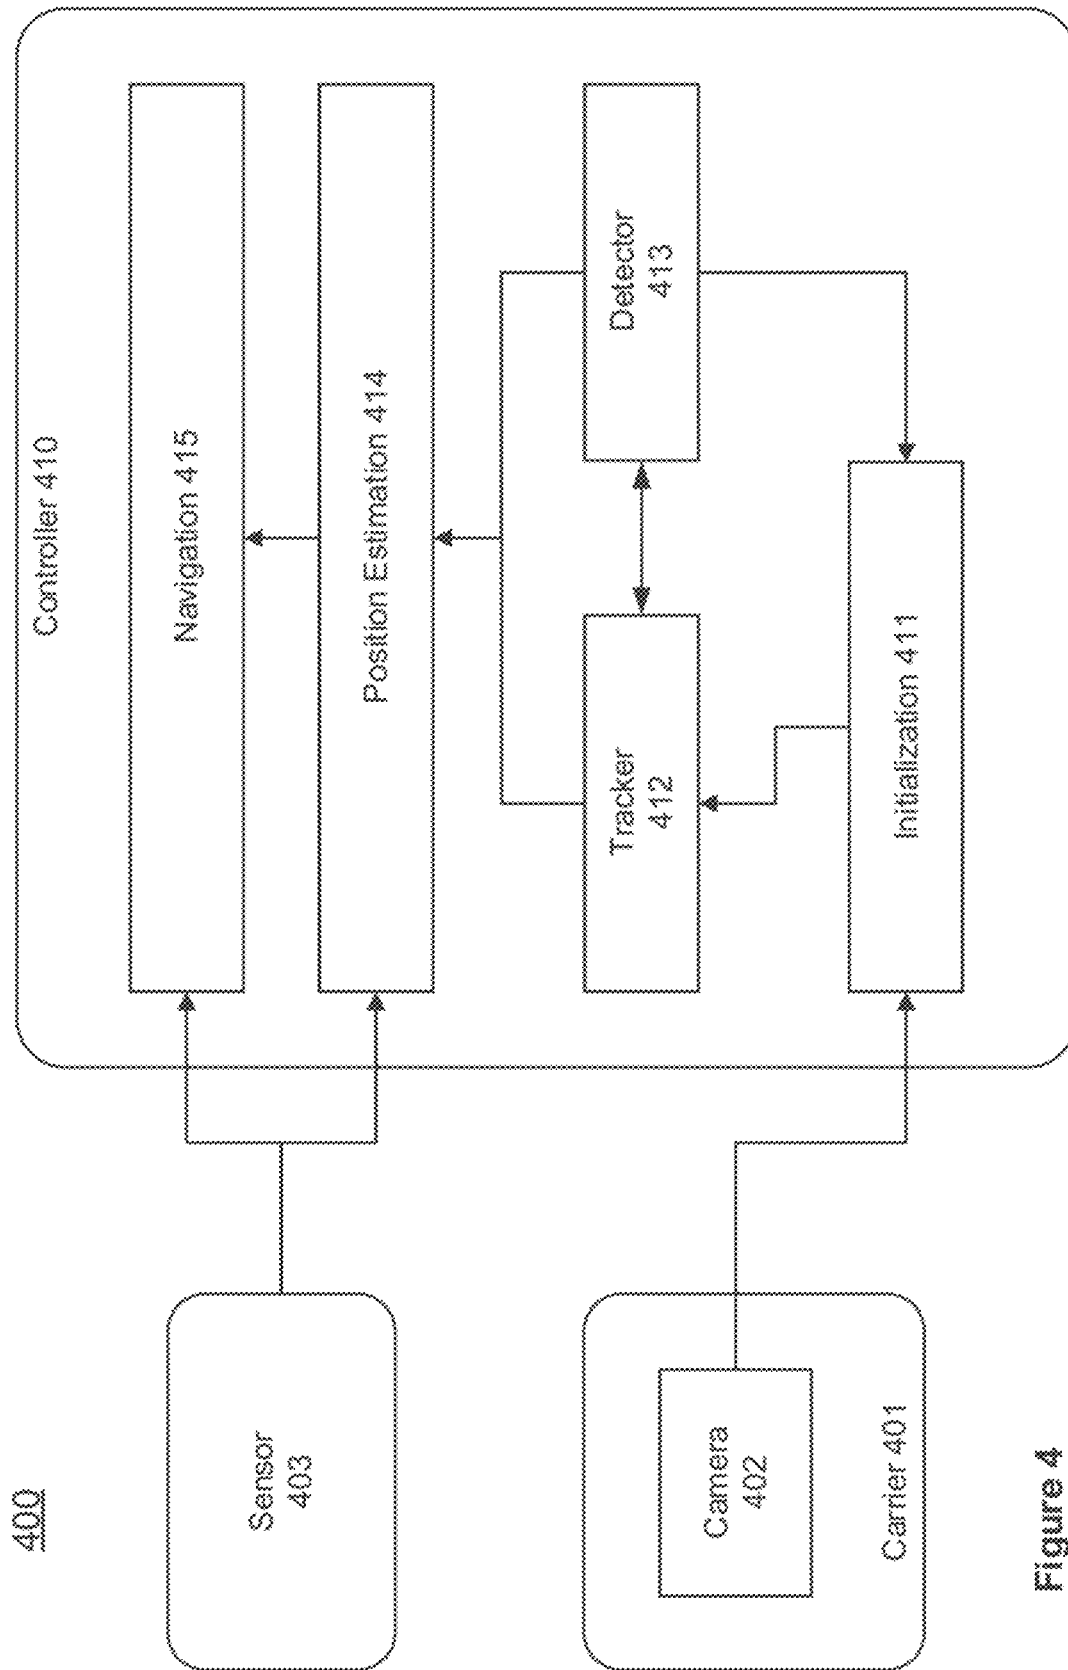 400
Controller 410
Sensor
403
Navigation 415
Position Estimation 414
Camera
402
Carrier 401
Tracker
412
Detector
413
Initialization 411
Figure 4